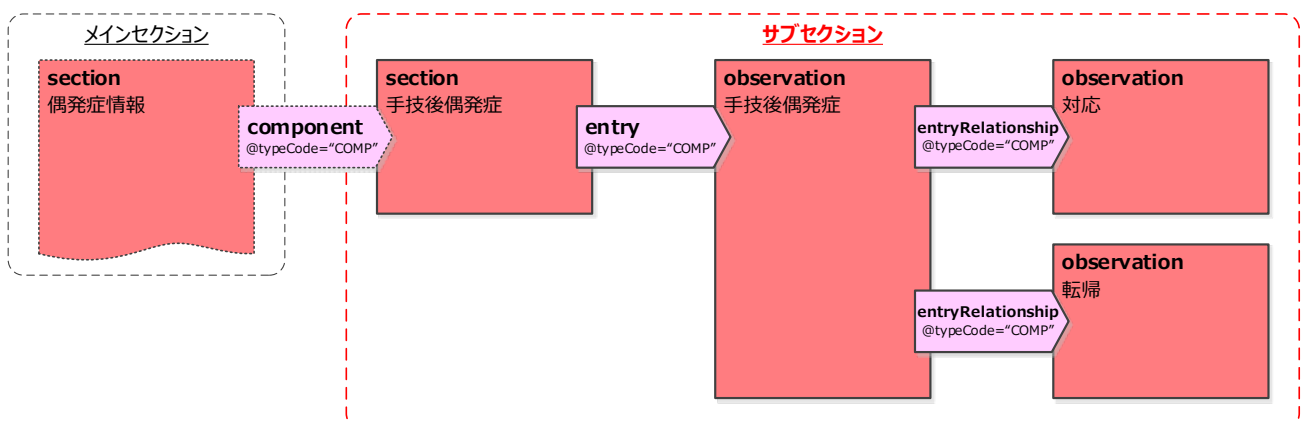 メインセクション
サブセクション
section
偶発症情報
component
@typeCode=“COMP”
section
手技後偶発症
entry
@typeCode=“COMP”
observation
手技後偶発症
entryRelationship
@typeCode=“COMP”
observation
対応
entryRelationship
@typeCode=“COMP”
observation
転帰